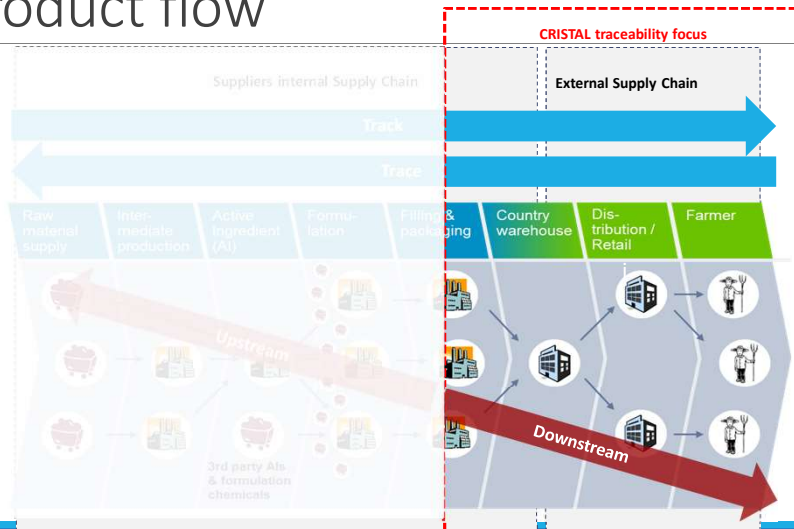 roduct flow
CRISTAL traceability focus
Suppliers internal Supply Chain
External Supply Chain
Track
Trace
Raw
material
supply
Inter-
mediate
production
Active
Ingredient
(AI)
Formu-
lation
Filling &
packaging
Country
warehouse
Dis-
tribution /
Retail
Farmer
i
Upstream
Downstream
3rd party AIs
& formulation
chemicals